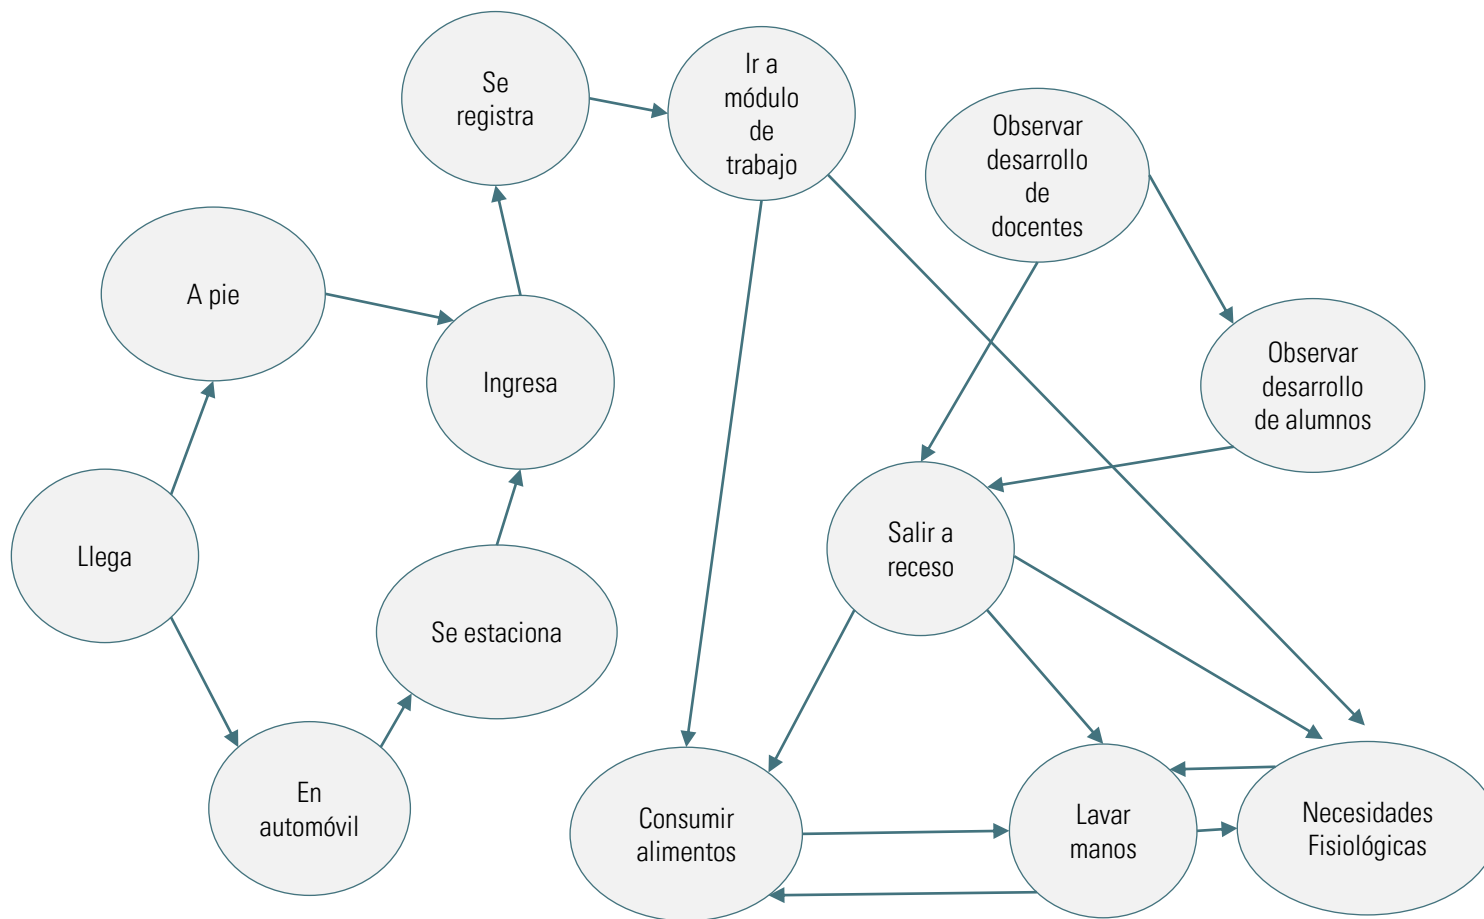 Se
registra
Ir a
módulo
de
trabajo
Observar
desarrollo
de
docentes
A pie
Ingresa
Observar
desarrollo
de alumnos
Llega
Se estaciona
Salir a
receso
En
automóvil
Consumir
alimentos
Lavar
manos
Necesidades
Fisiológicas